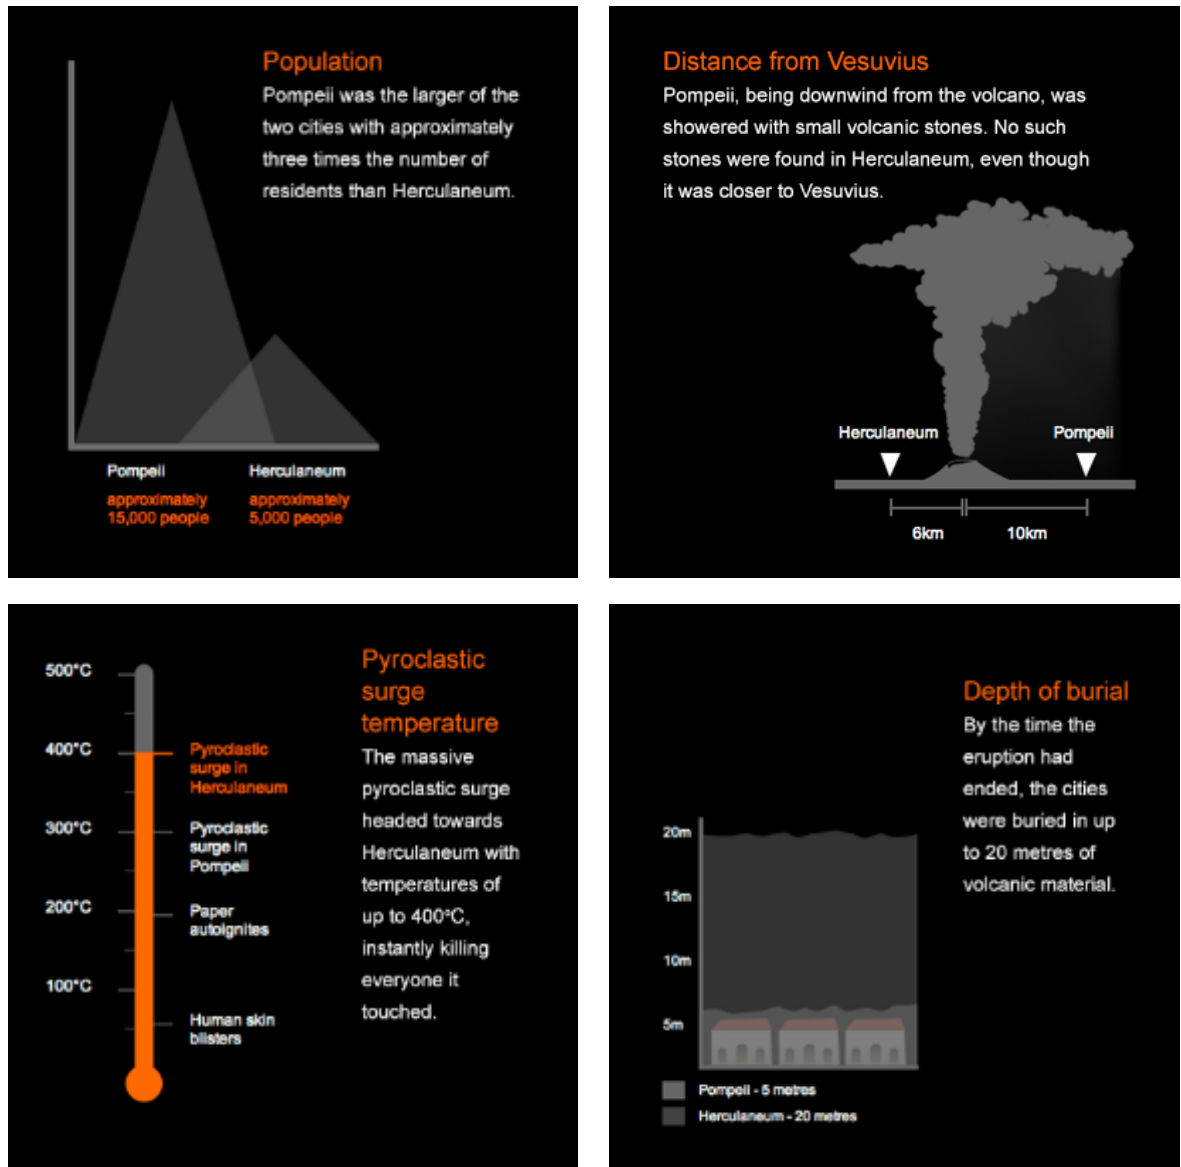 Population
Pompeii was the larger of the
two cities with approximately
three times the number of
residents than Herculaneum.
Pompeii
Herculaneum
approximately
15,000 people
approximately
5,000 people
Distance from Vesuvius
Pompeii, being downwind from the volcano, was
showered with small volcanic stones. No such
stones were found in Herculaneum, even though
it was closer to Vesuvius.
Herculaneum
Pompeii
6km
10km
Pyroclastic
surge
temperature
The massive
pyroclastic surge
headed towards
Herculaneum with
temperatures of
up to 400°C,
instantly killing
everyone it
touched.
500°C
400°C
Pyroclastic
surge in
Herculaneum
300°C
Pyroclastic
surge in
Pompeii
200°C
Paper
autoignites
100°C
Human skin
blisters
Depth of burial
By the time the
eruption had
ended, the cities
were buried in up
to 20 metres of
volcanic material.
20m
15m
10m
5m
Pompeii - 5 metres
Herculaneum - 20 metres